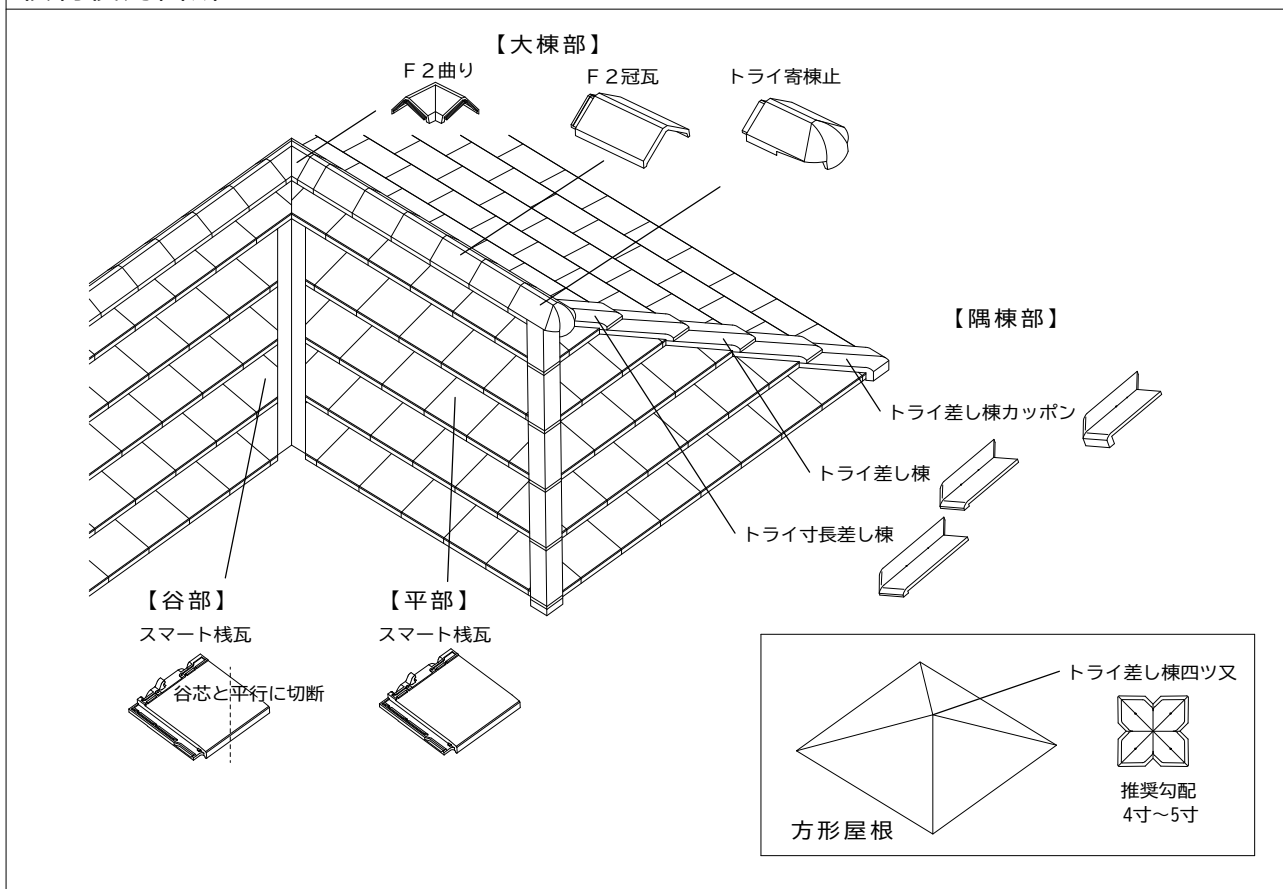 【大棟部】
Ｆ２曲り
Ｆ２冠瓦
トライ寄棟止
【隅棟部】
トライ差し棟カッポン
トライ差し棟
トライ寸長差し棟
【谷部】
スマート桟瓦
谷芯と平行に切断
【平部】
スマート桟瓦
トライ差し棟四ツ又
推奨勾配
4寸～5寸
方形屋根